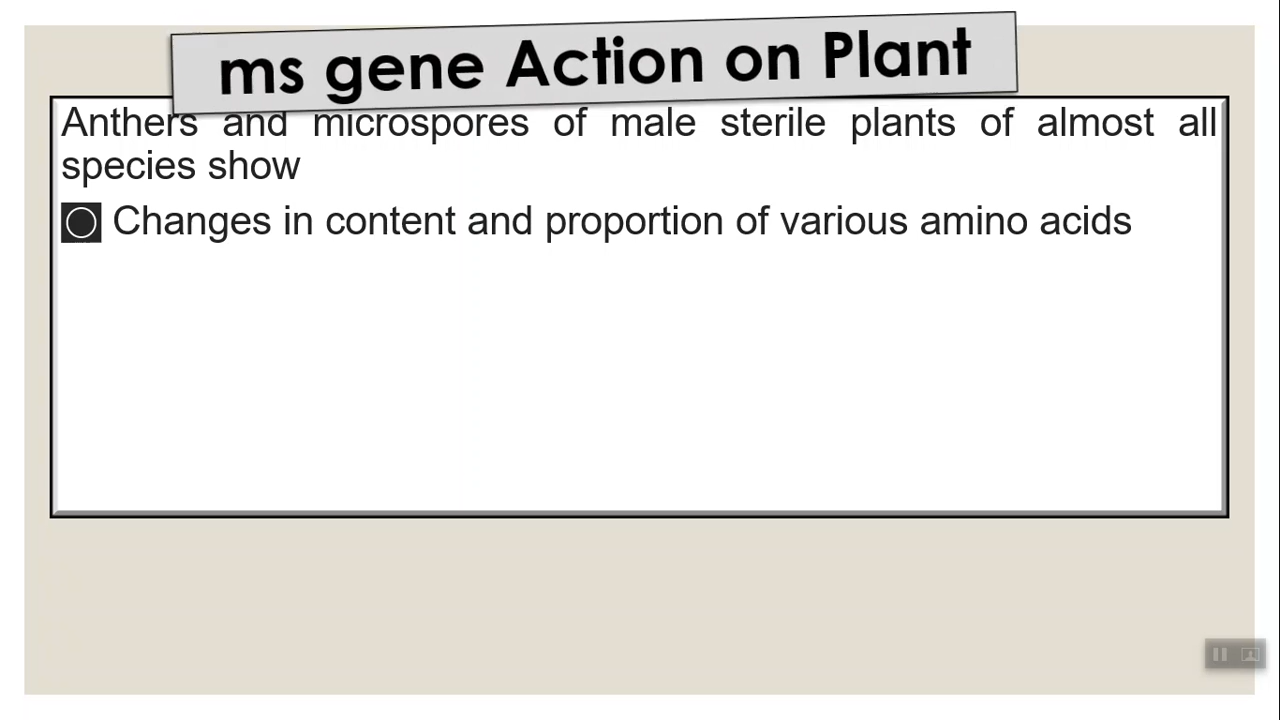 ms gene Action on Plant
Anthers and microspores of male sterile plants of almost all
species show
Changes in content and proportion of various amino acids